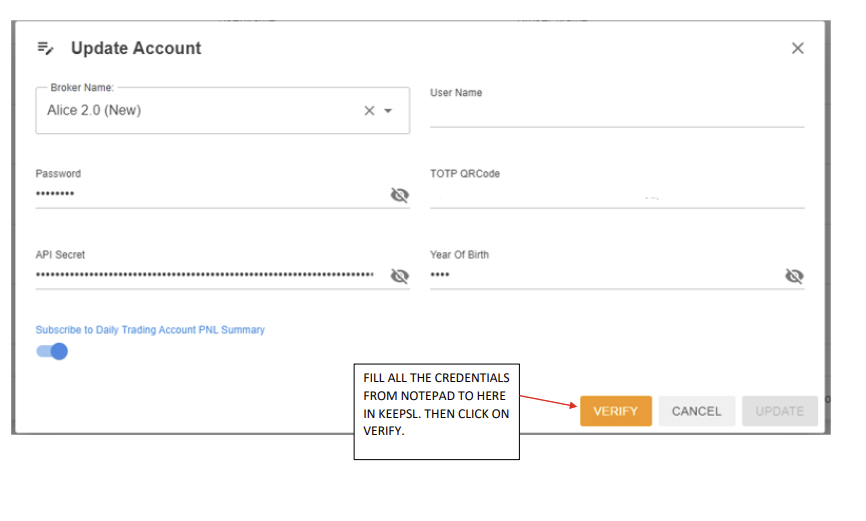 Update Account
Broker Name:
Alice 2.0 (New)
User Name
Password
••••••••
TOTP QRCode
API Secret
Year Of Birth
••••
Subscribe to Daily Trading Account PNL Summary
FILL ALL THE CREDENTIALS
FROM NOTEPAD TO HERE
IN KEEPSL. THEN CLICK ON
VERIFY.
VERIFY
CANCEL
UPDATE